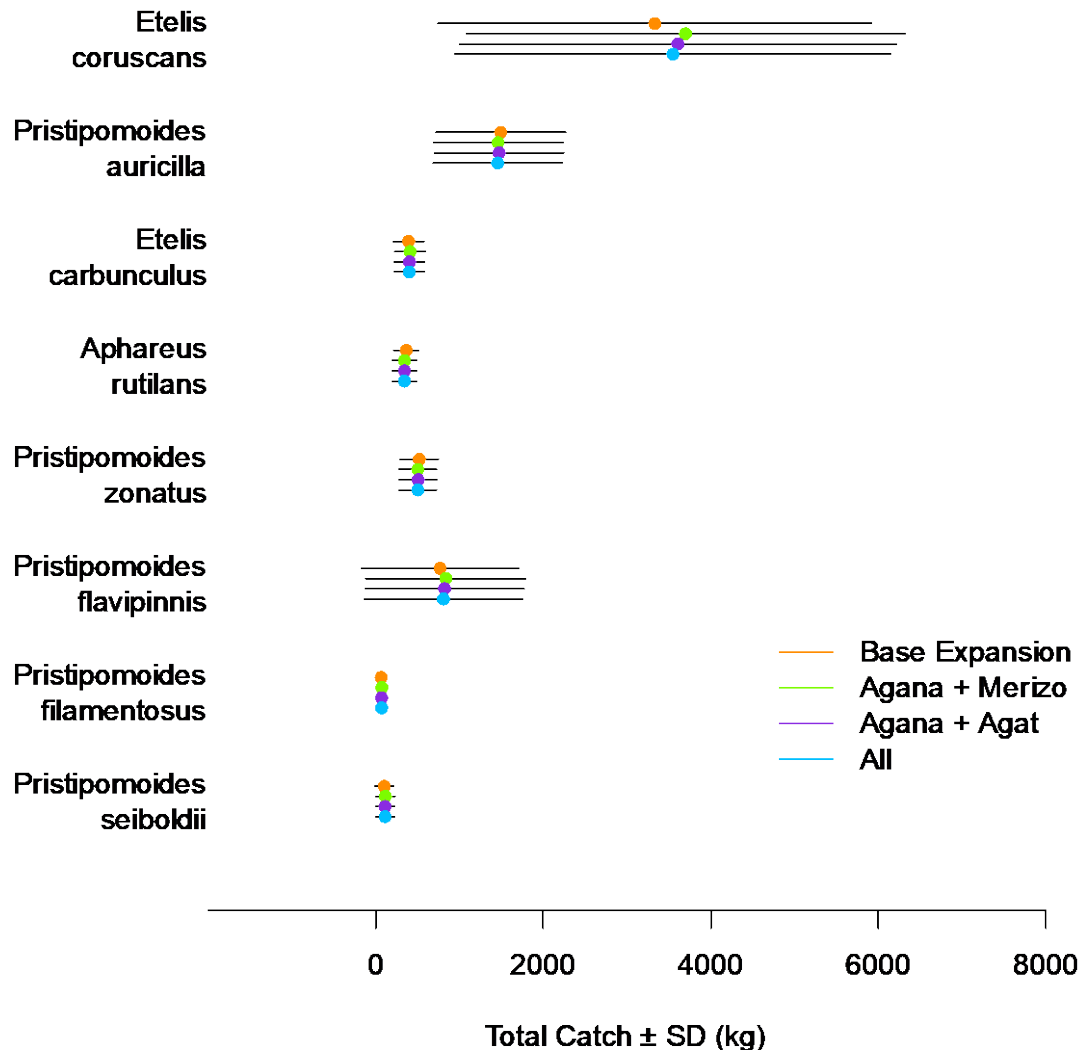 Etelis
coruscans
Pristipomoides
auricilla
Etelis
carbunculus
Aphareus
rutilans
Pristipomoides
zonatus
Pristipomoides
flavipinnis
Pristipomoides
filamentosus
Pristipomoides
seiboldii
Base Expansion
Agana + Merizo
Agana + Agat
All
0 2000 4000 6000 8000
Total Catch ± SD (kg)